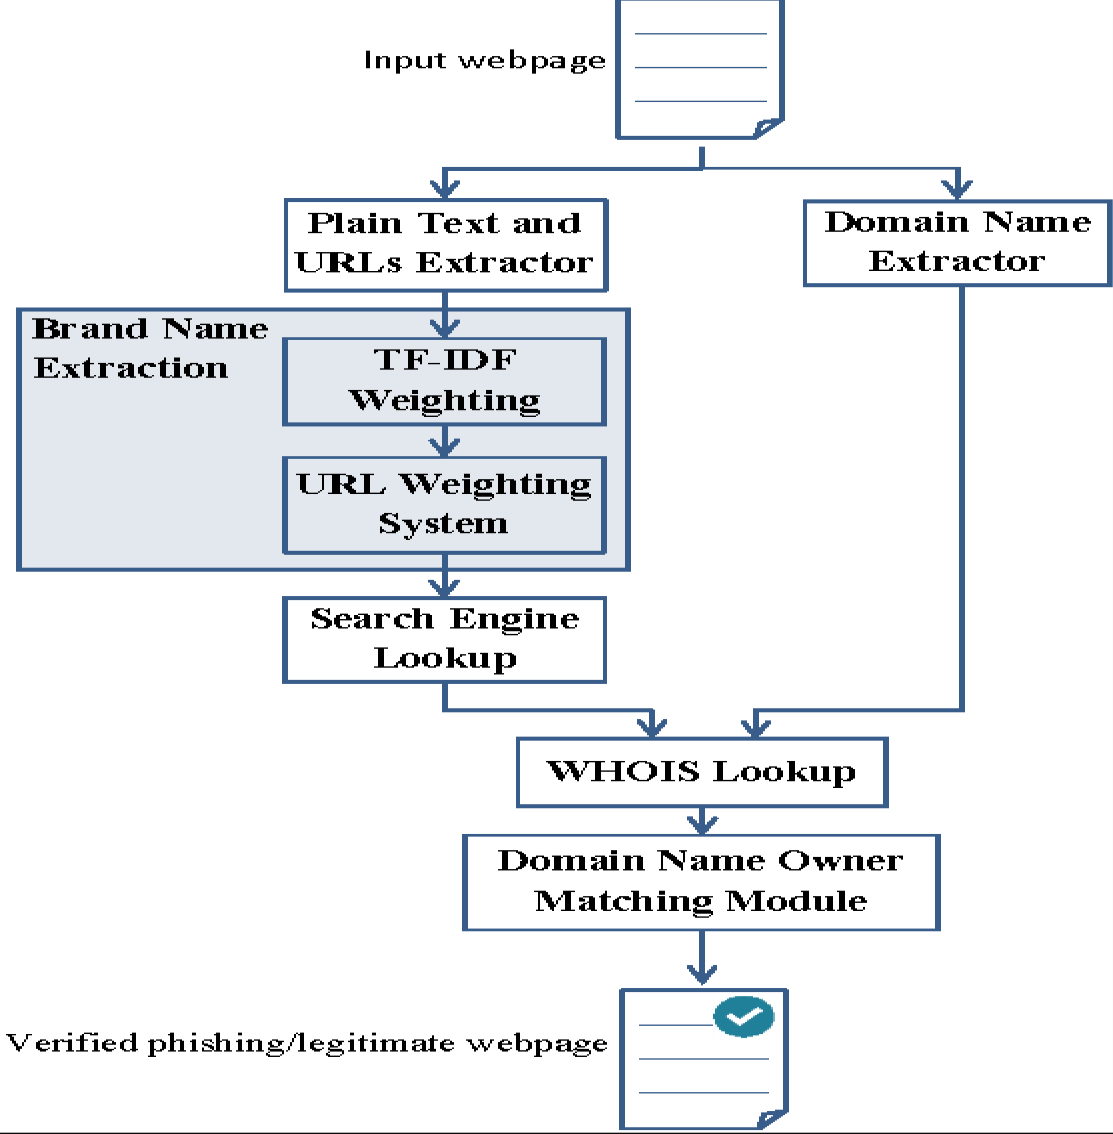 Input webpage
Plain Text and
URLs Extractor
Domain Name
Extractor
Brand Name
Extraction
TF-IDF
Weighting
URL Weighting
System
Search Engine
Lookup
WHOIS Lookup
Domain Name Owner
Matching Module
Verified phishing/legitimate webpage